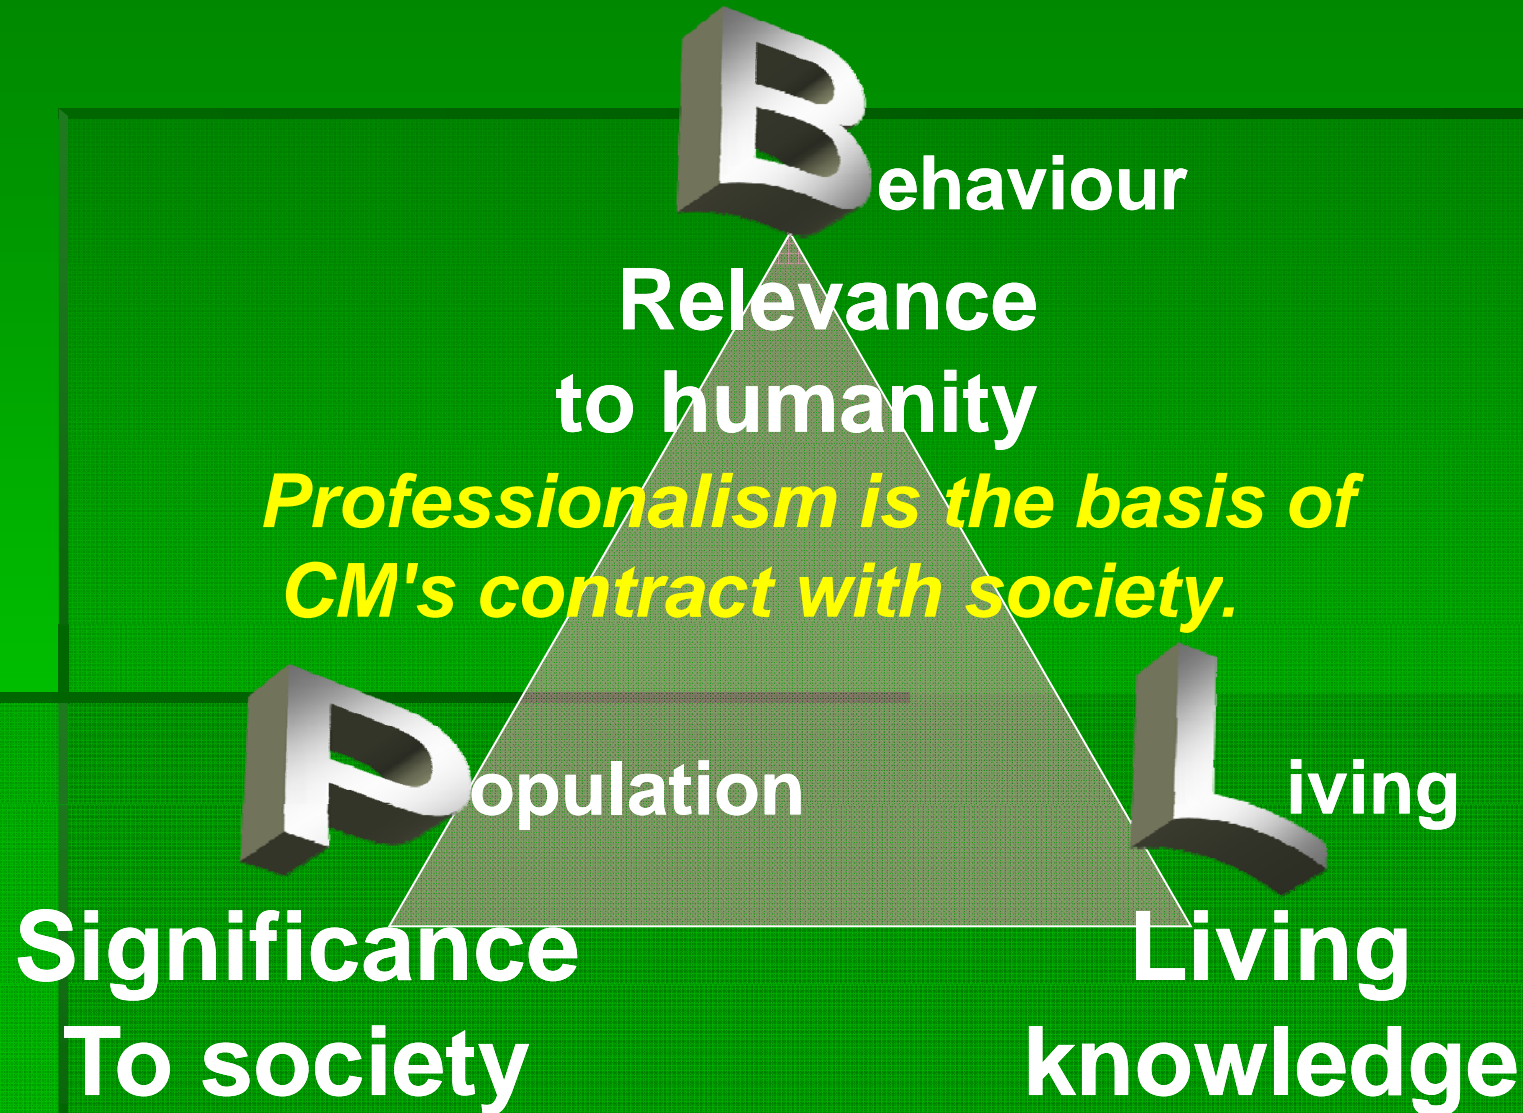 Behaviour
Relevance
to humanity
Professionalism is the basis of
CM's contract with society.
Population
Living
Significance
To society
Living
knowledge